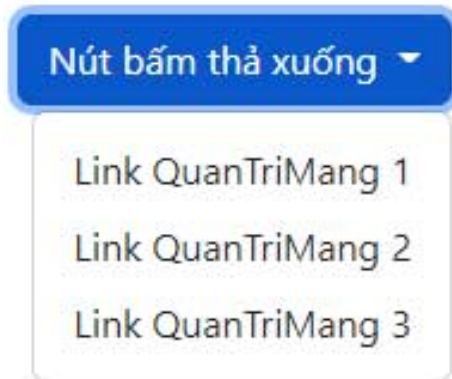 Nút bấm thả xuống
Link QuanTriMang 1
Link QuanTriMang 2
Link QuanTriMang 3